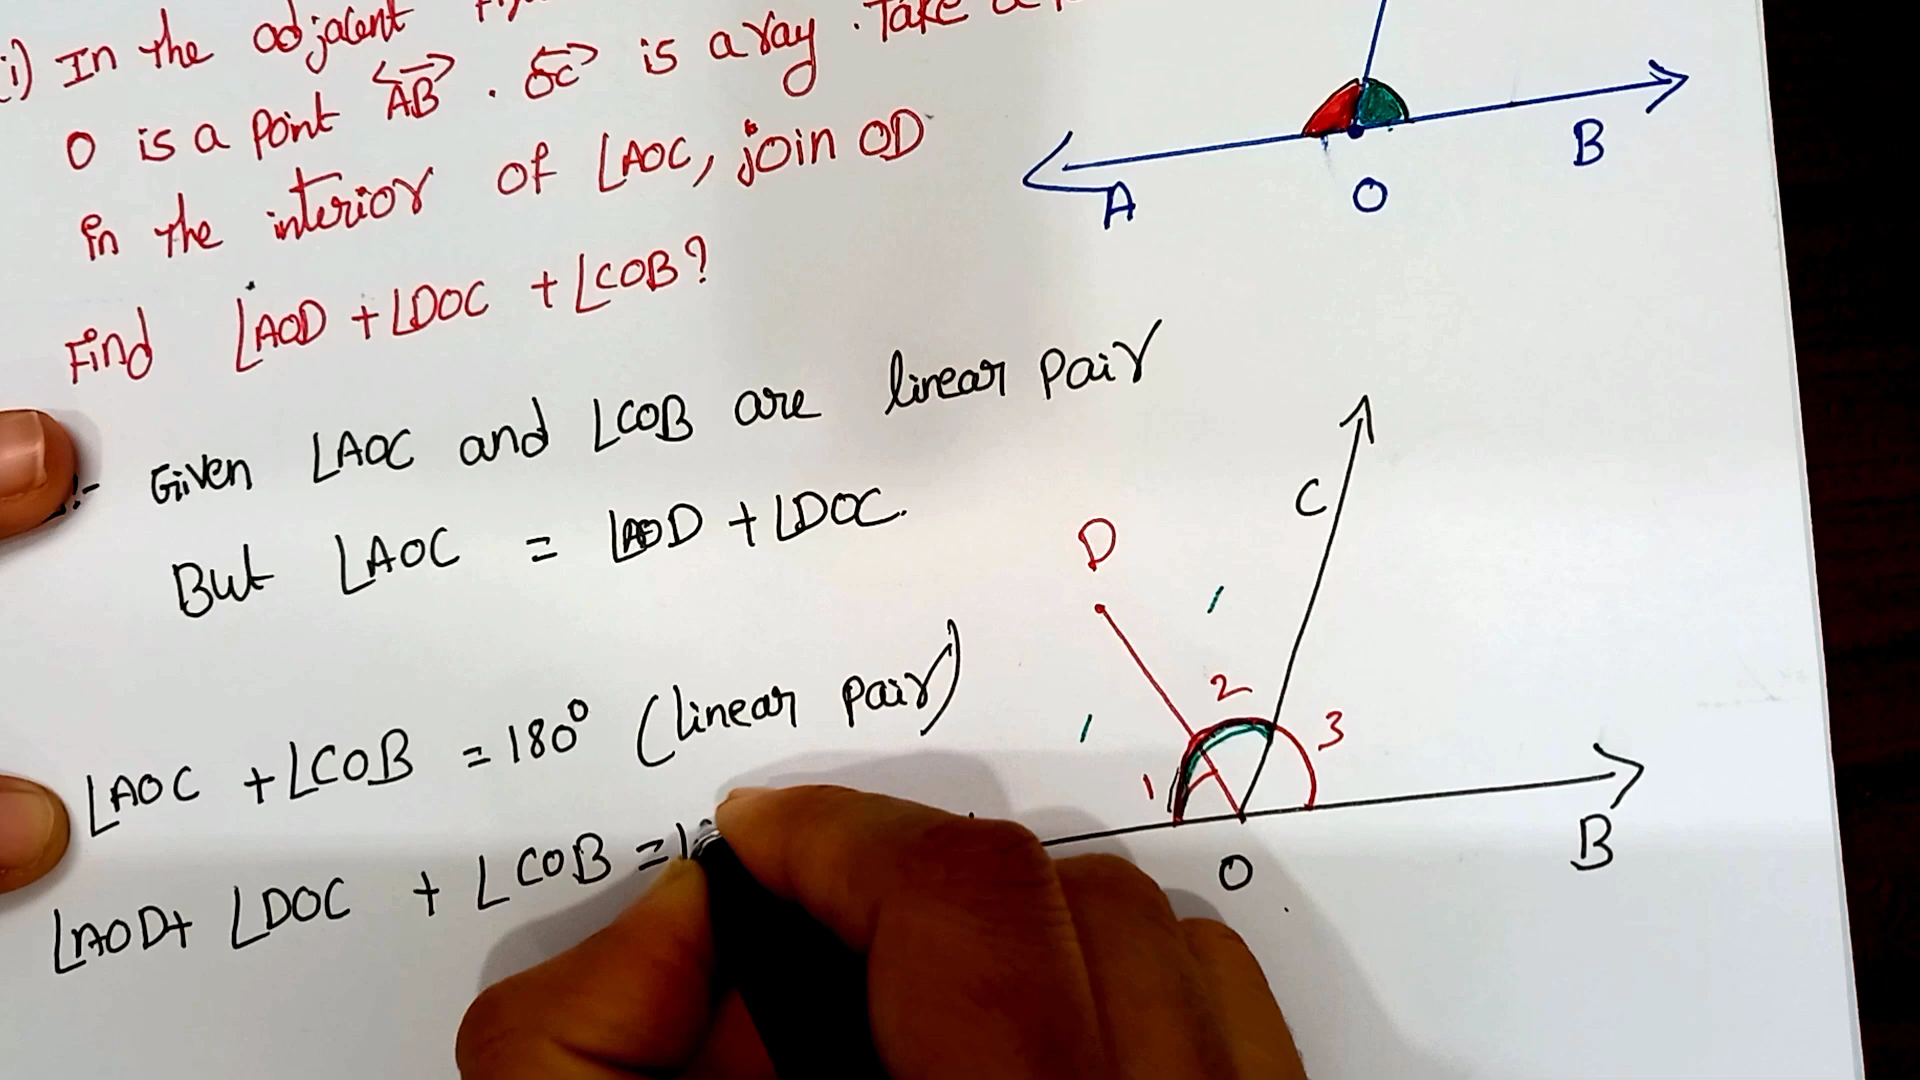 i) In the adjacent
O is a point AB . OC is a ray . Take a
in the interior of ∠AOC, join OD
Find ∠AOD + ∠DOC + ∠COB?
Given ∠AOC and ∠COB are linear pair
But ∠AOC = ∠AOD + ∠DOC.
∠AOC + ∠COB = 180° (linear pair)
∠AOD + ∠DOC + ∠COB =
A
O
B
C
D
1
2
3
O
B